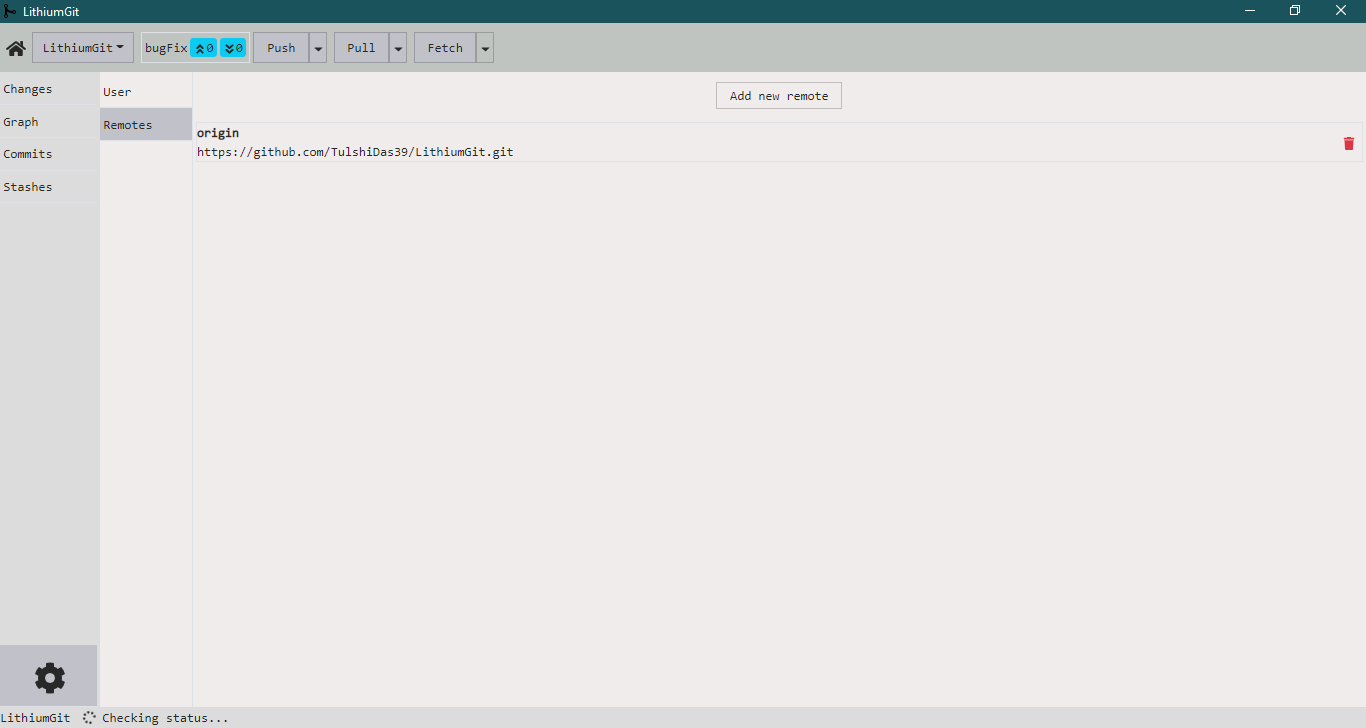 LithiumGit
LithiumGit bugFix 0 0 Push Pull Fetch
Changes
Graph
Commits
Stashes
User
Remotes
Add new remote
origin
https://github.com/TulshiDas39/LithiumGit.git
LithiumGit Checking status...